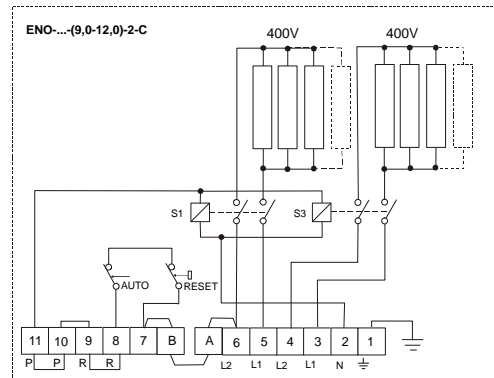 ENO-...-(9,0-12,0)-2-C
400V 400V
S1 S3
AUTO RESET
11 10 9 8 7 B A 6 5 4 3 2 1
P P R R L2 L1 L2 L1 N